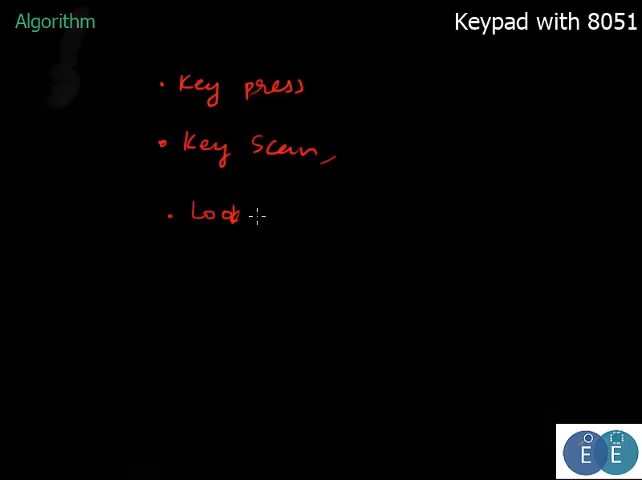 Algorithm
Keypad with 8051
• Key press
• Key Scan
• Look
E E